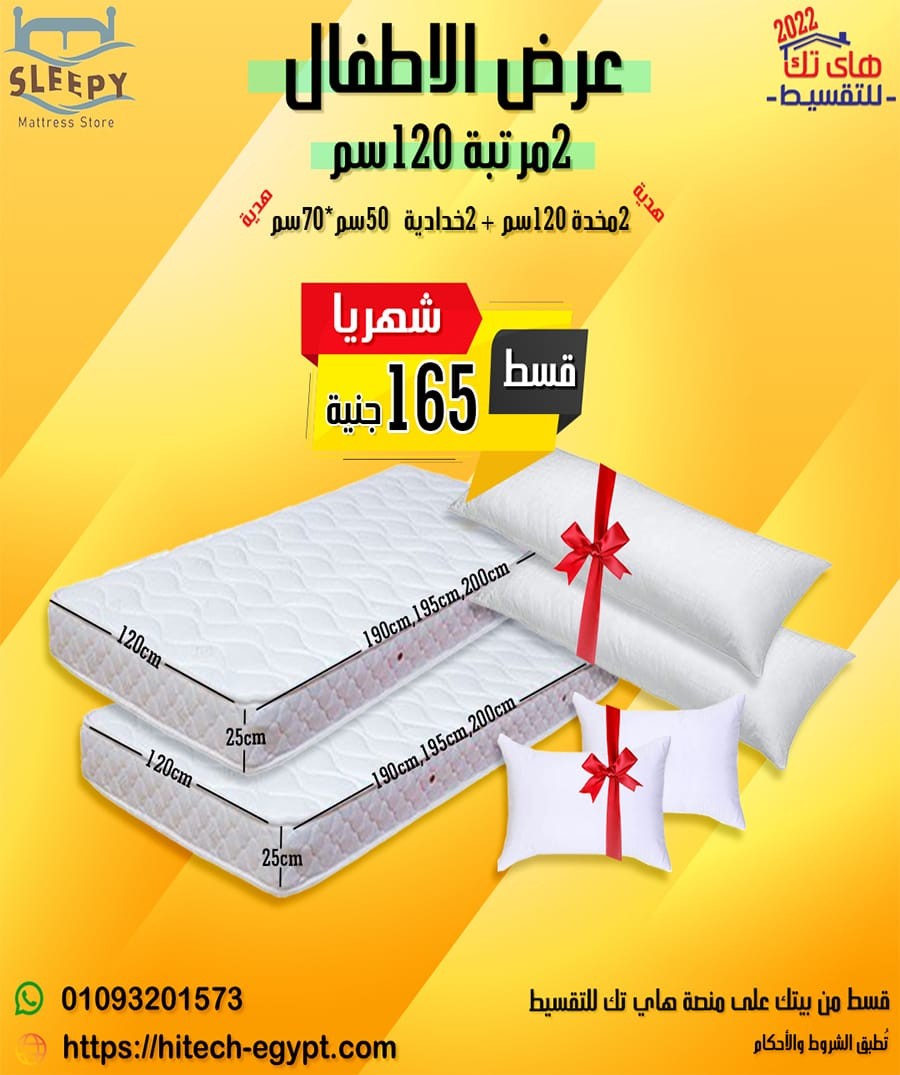 SLEEPY
Mattress Store
2022
هاى تك
-للتقسيط-
عرض الاطفال
2مرتبة 120سم
هدية
2مخدة 120سم + 2خدادية 50سم*70سم
هدية
شهريا
قسط
165 جنية
120cm
190cm,195cm,200cm
25cm
120cm
190cm,195cm,200cm
25cm
01093201573
قسط من بيتك على منصة هاي تك للتقسيط
https://hitech-egypt.com
تُطبق الشروط والأحكام